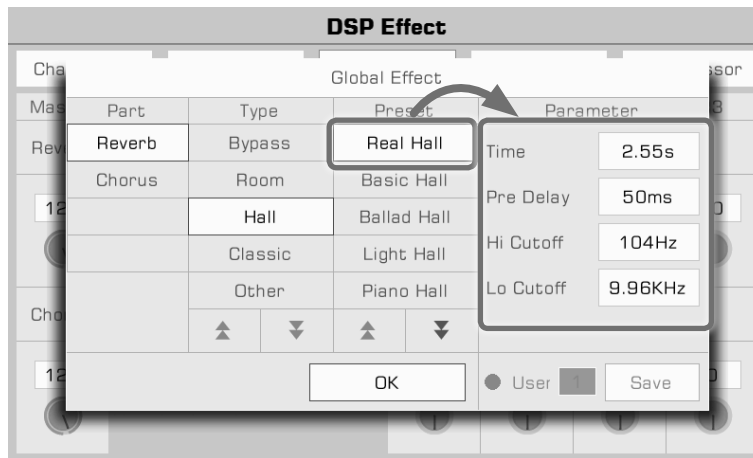 DSP Effect
Cha
ssor
Global Effect
Mas
Part Type Preset Parameter
Reve
Reverb Bypass Real Hall Time 2.55s
Chorus Room Basic Hall Pre Delay 50ms
12
Hall Ballad Hall Hi Cutoff 104Hz
Classic Light Hall
Other Piano Hall Lo Cutoff 9.96KHz
Cho
12
OK User 1 Save